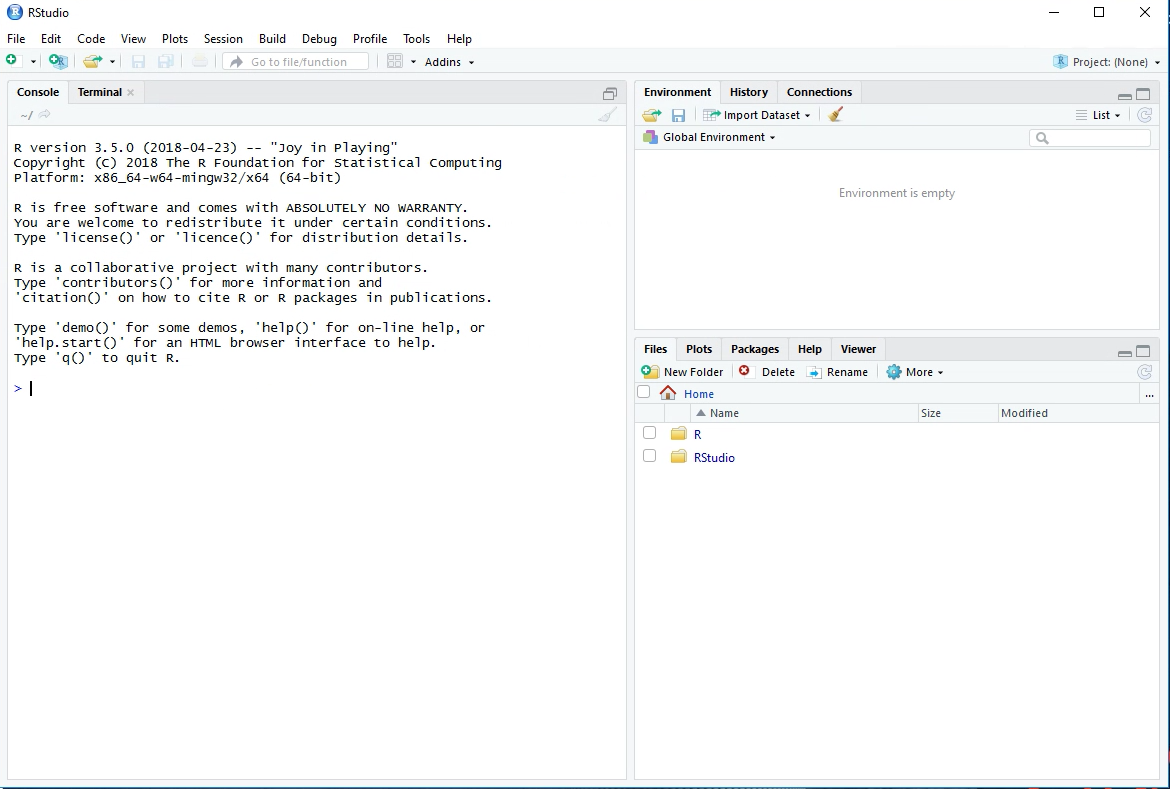 RStudio
File Edit Code View Plots Session Build Debug Profile Tools Help
Go to file/function Addins Project: (None)
Console Terminal
~/
R version 3.5.0 (2018-04-23) -- "Joy in Playing"
Copyright (C) 2018 The R Foundation for Statistical Computing
Platform: x86_64-w64-mingw32/x64 (64-bit)
R is free software and comes with ABSOLUTELY NO WARRANTY.
You are welcome to redistribute it under certain conditions.
Type 'license()' or 'licence()' for distribution details.
R is a collaborative project with many contributors.
Type 'contributors()' for more information and
'citation()' on how to cite R or R packages in publications.
Type 'demo()' for some demos, 'help()' for on-line help, or
'help.start()' for an HTML browser interface to help.
Type 'q()' to quit R.
>
Environment History Connections
Import Dataset List
Global Environment
Environment is empty
Files Plots Packages Help Viewer
New Folder Delete Rename More
Home ...
Name Size Modified
R
RStudio